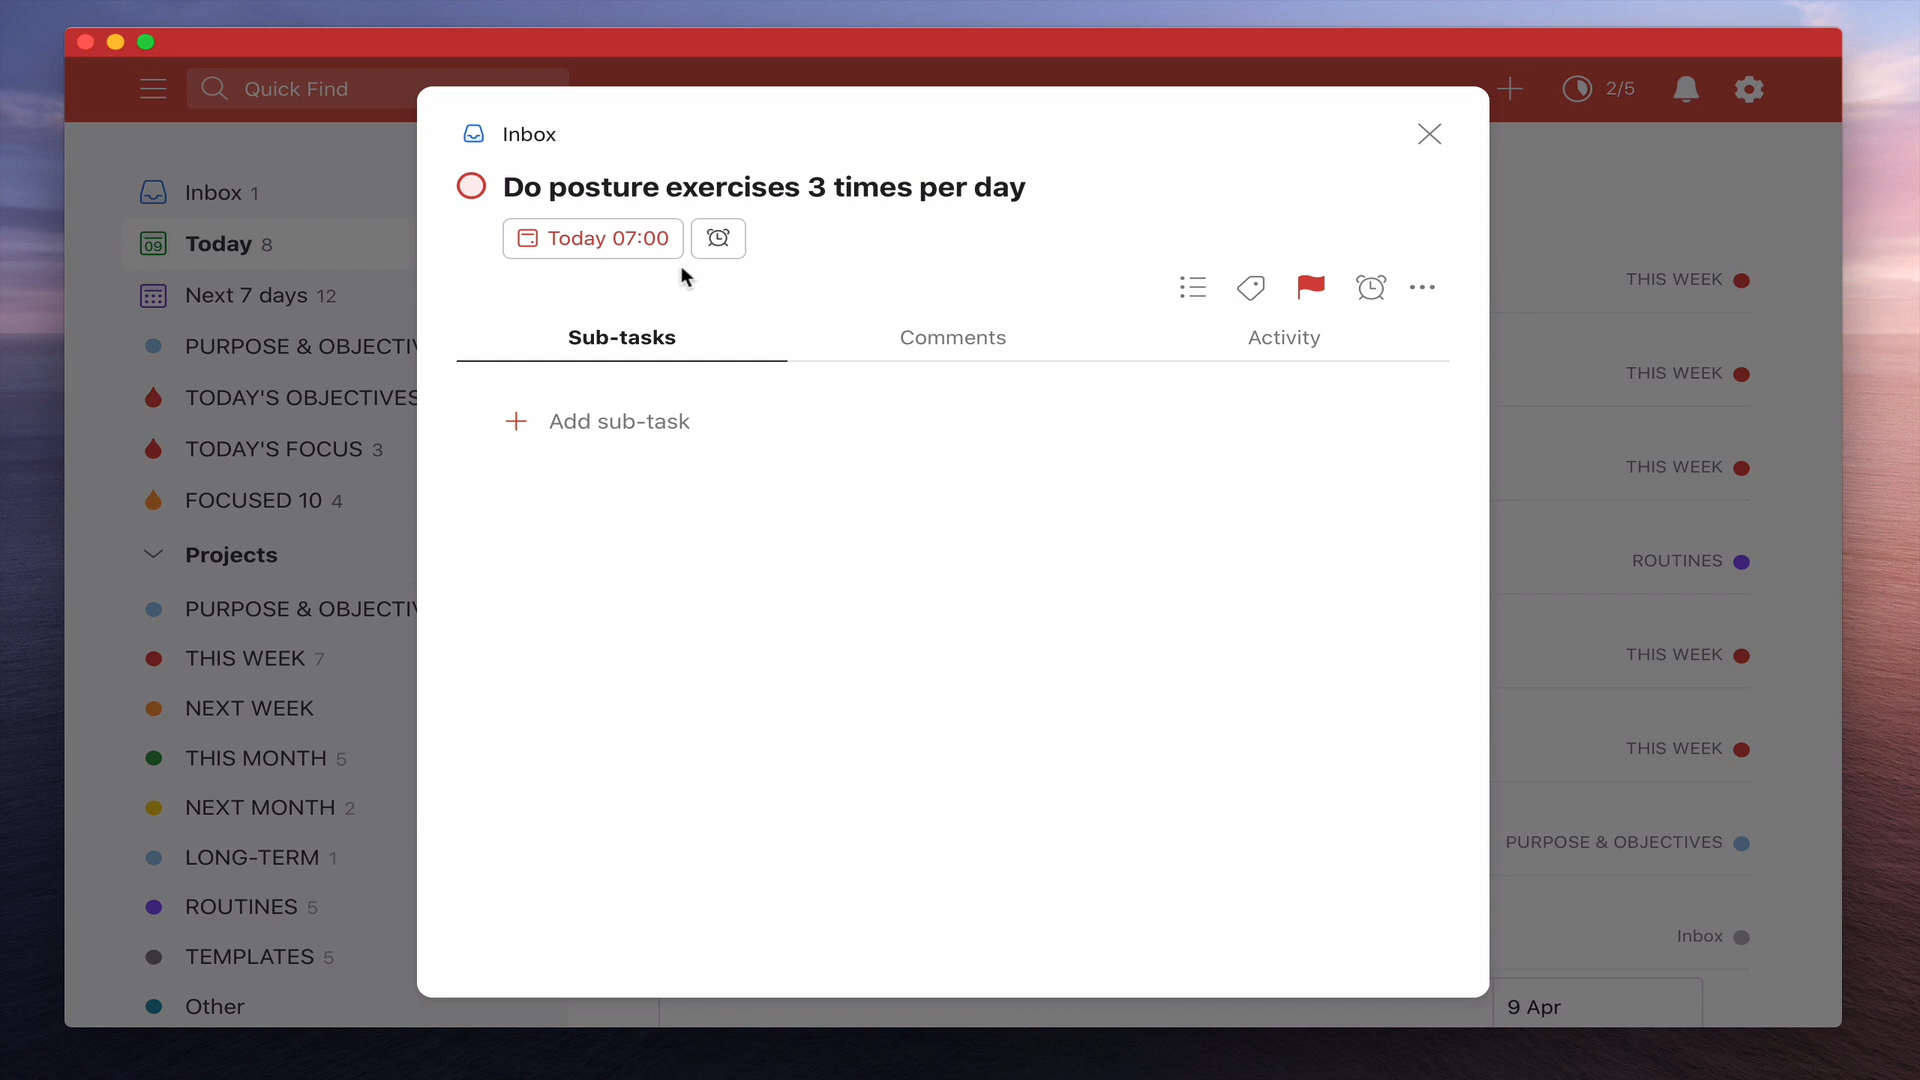 Quick Find
2/5
Inbox 1
09
Today 8
Next 7 days 12
PURPOSE & OBJECTIV
TODAY'S OBJECTIVES
TODAY'S FOCUS 3
FOCUSED 10 4
Projects
PURPOSE & OBJECTIV
THIS WEEK 7
NEXT WEEK
THIS MONTH 5
NEXT MONTH 2
LONG-TERM 1
ROUTINES 5
TEMPLATES 5
Other
Inbox
Do posture exercises 3 times per day
Today 07:00
Sub-tasks
Comments
Activity
Add sub-task
THIS WEEK
THIS WEEK
THIS WEEK
ROUTINES
THIS WEEK
THIS WEEK
PURPOSE & OBJECTIVES
Inbox
9 Apr